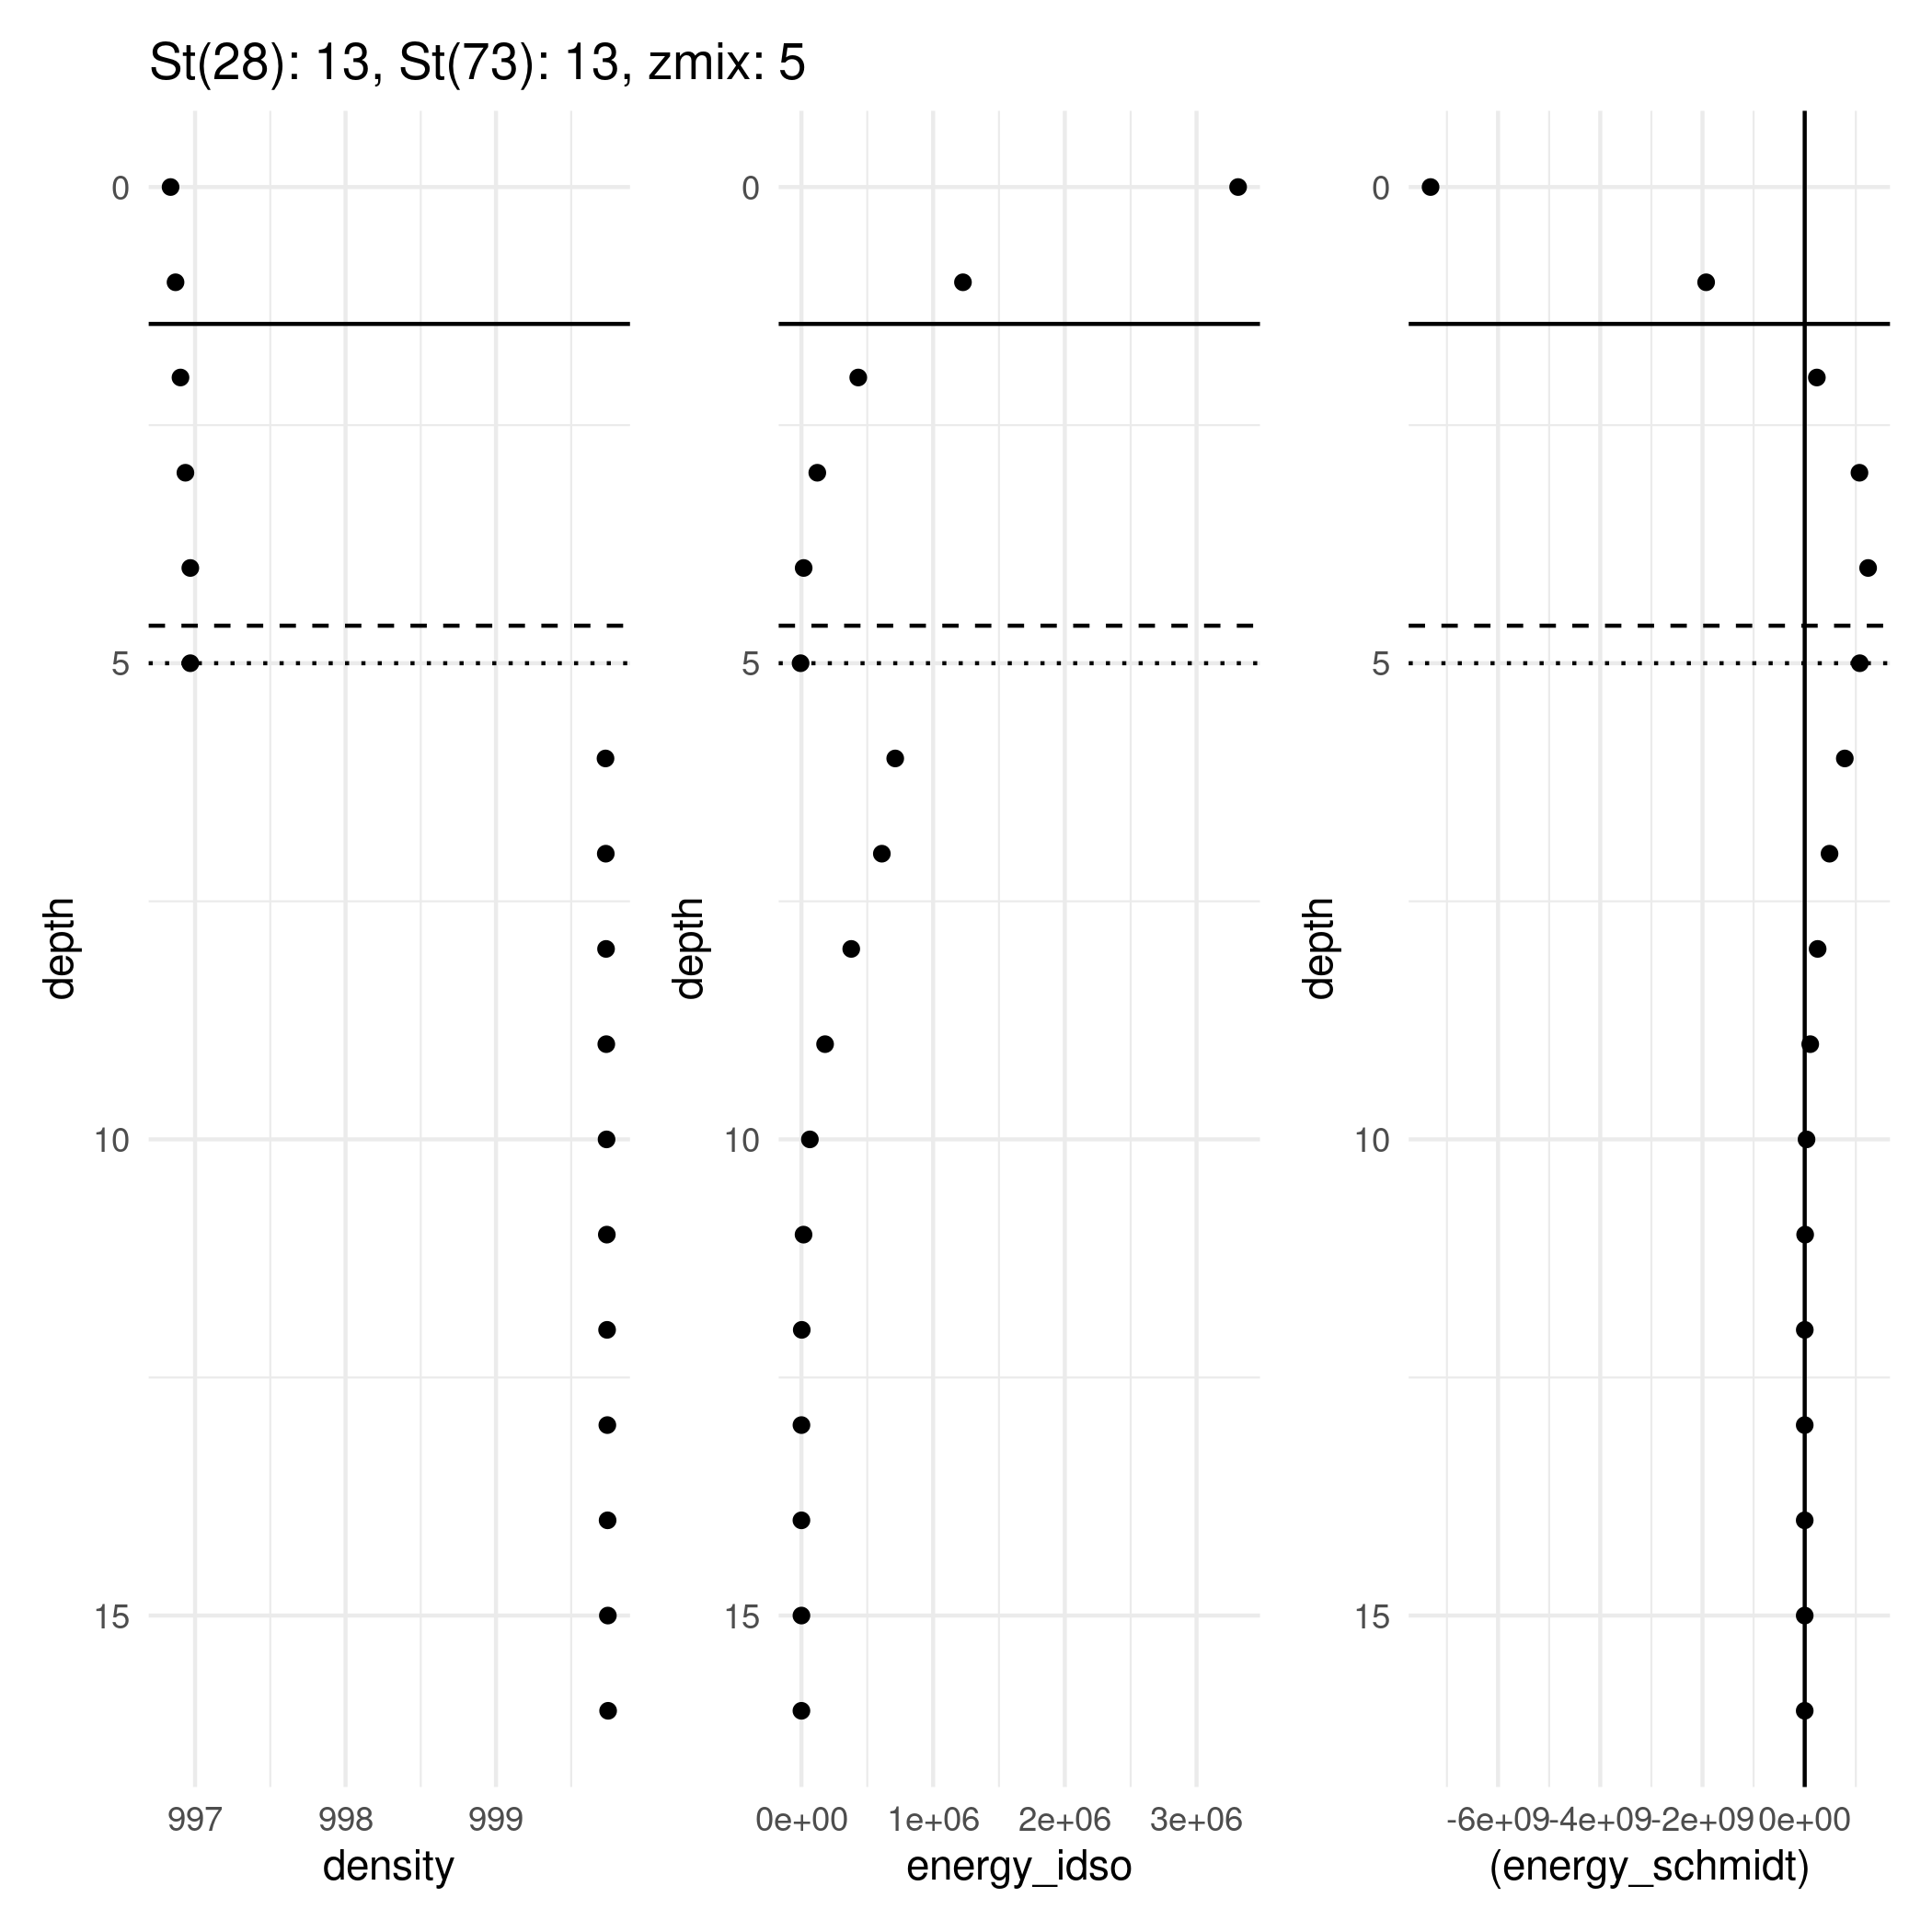 St(28): 13, St(73): 13, zmix: 5
0
5
10
15
depth
997 998 999
density
0
5
10
15
depth
0e+00 1e+06 2e+06 3e+06
energy_idso
0
5
10
15
depth
-6e+09 -4e+09 -2e+09 0e+00
(energy_schmidt)